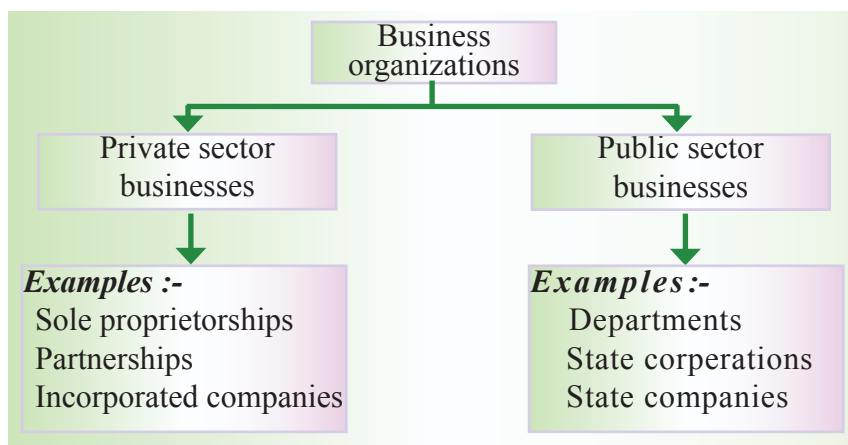 Business
organizations
Private sector
businesses
Public sector
businesses
Examples :-
Sole proprietorships
Partnerships
Incorporated companies
Examples:-
Departments
State corperations
State companies